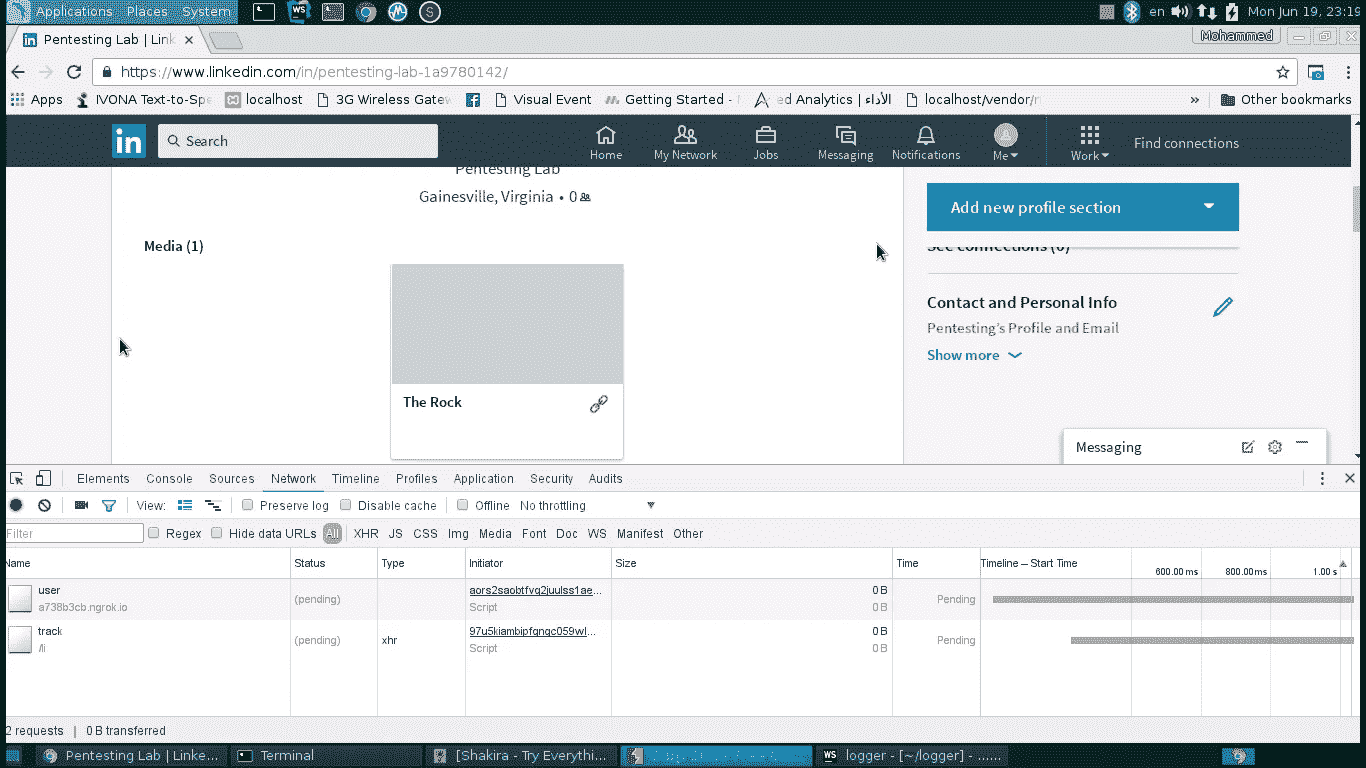 Applications Places System
en Mon Jun 19, 23:19
Pentesting Lab | Link
Mohammed
https://www.linkedin.com/in/pentesting-lab-1a9780142/
Apps IVONA Text-to-Spe localhost 3G Wireless Gatew Visual Event Getting Started - ed Analytics | الأداء localhost/vendor/r » Other bookmarks
in Search Home My Network Jobs Messaging Notifications Me Work Find connections
Pentesting Lab
Gainesville, Virginia • 0
Add new profile section
See connections (0)
Media (1)
Contact and Personal Info
Pentesting's Profile and Email
Show more
The Rock
Messaging
Elements Console Sources Network Timeline Profiles Application Security Audits
View: Preserve log Disable cache Offline No throttling
Filter Regex Hide data URLs All XHR JS CSS Img Media Font Doc WS Manifest Other
Name Status Type Initiator Size Time Timeline – Start Time 600.00 ms 800.00 ms 1.00 s
user (pending) aors2saobtfvq2juulss1ae... 0 B Pending
a738b3cb.ngrok.io Script 0 B
track (pending) xhr 0 B Pending
/li Script 0 B
2 requests | 0 B transferred
Pentesting Lab | Linke... Terminal [Shakira - Try Everythi... WS logger - [~/logger] - ......